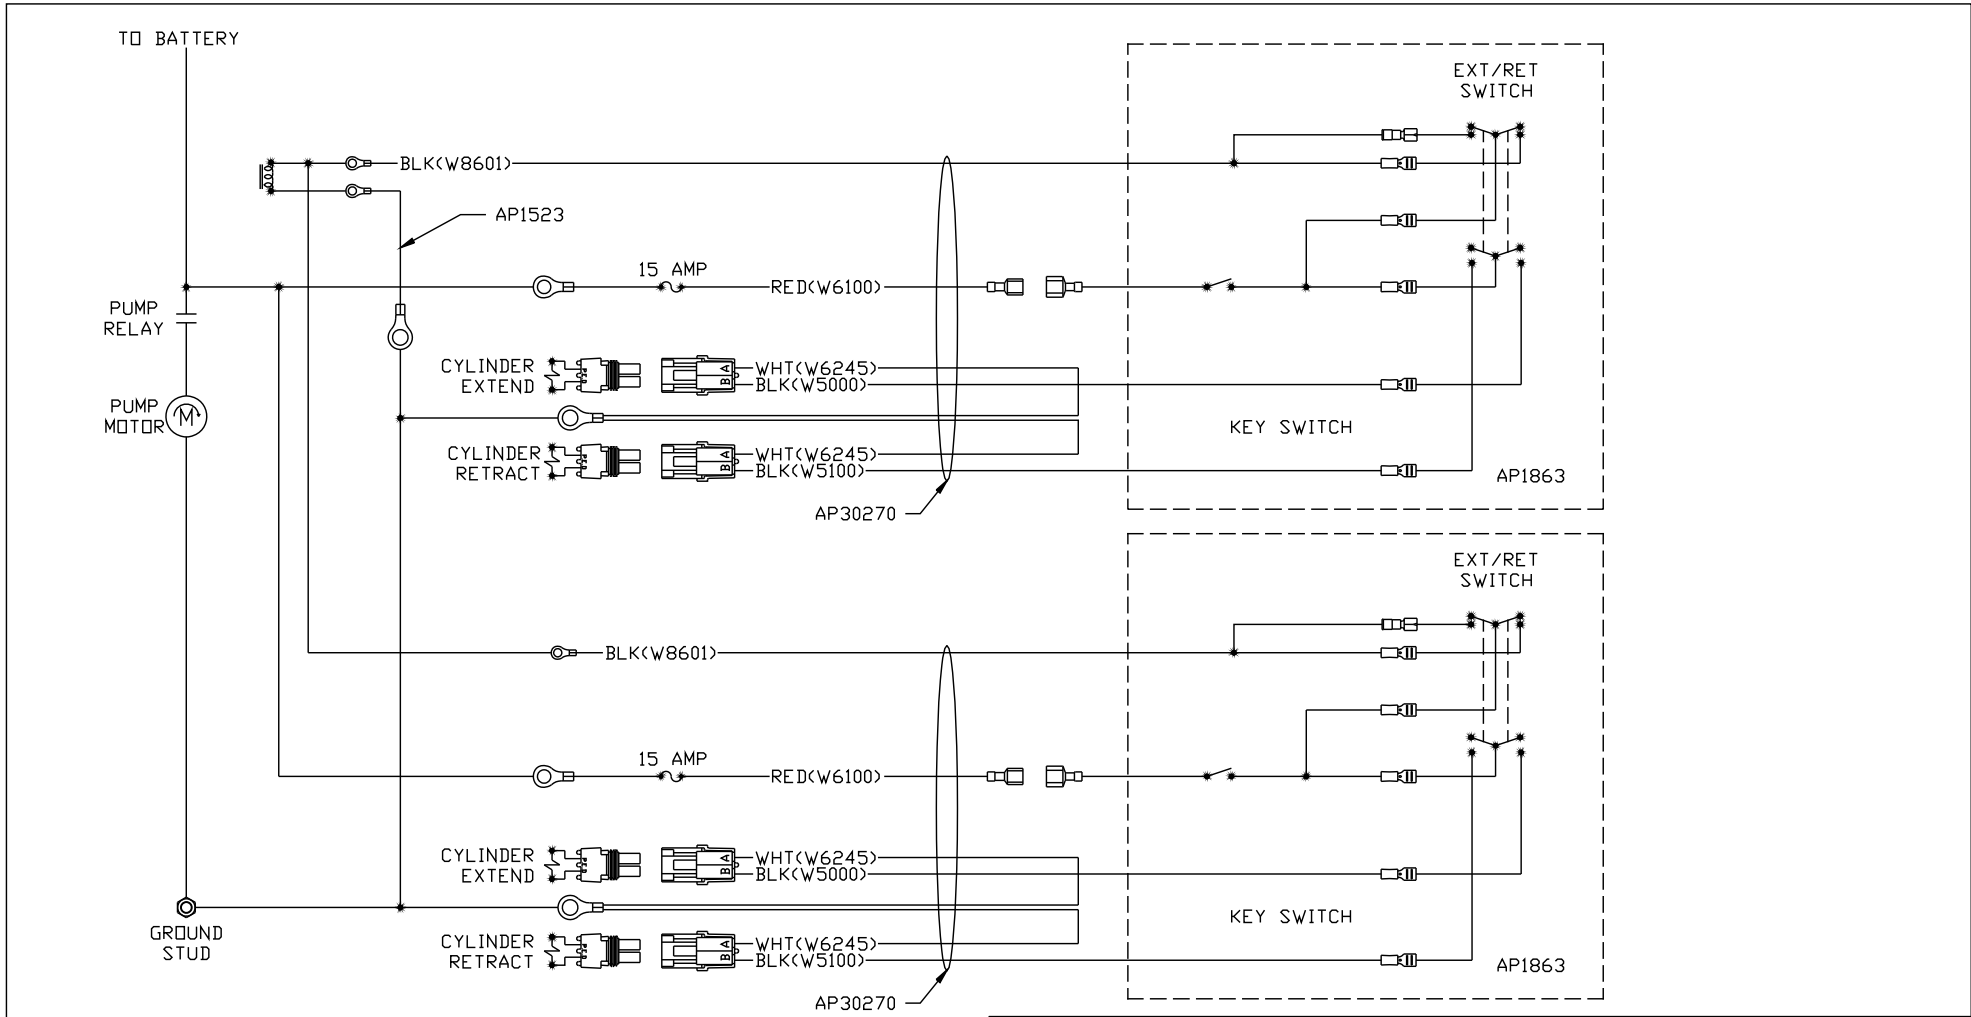 TO BATTERY
EXT/RET
SWITCH
BLK(W8601)
AP1523
15 AMP
RED(W6100)
PUMP
RELAY
CYLINDER
EXTEND
A
B
WHT(W6245)
BLK(W5000)
PUMP
MOTOR
M
KEY SWITCH
CYLINDER
RETRACT
A
B
WHT(W6245)
BLK(W5100)
AP1863
AP30270
EXT/RET
SWITCH
BLK(W8601)
15 AMP
RED(W6100)
CYLINDER
EXTEND
A
B
WHT(W6245)
BLK(W5000)
KEY SWITCH
GROUND
STUD
CYLINDER
RETRACT
A
B
WHT(W6245)
BLK(W5100)
AP1863
AP30270